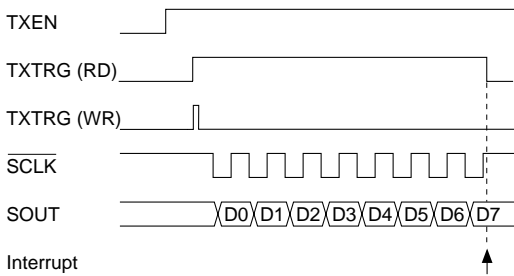 TXEN
TXTRG (RD)
TXTRG (WR)
SCLK
SOUT D0 D1 D2 D3 D4 D5 D6 D7
Interrupt